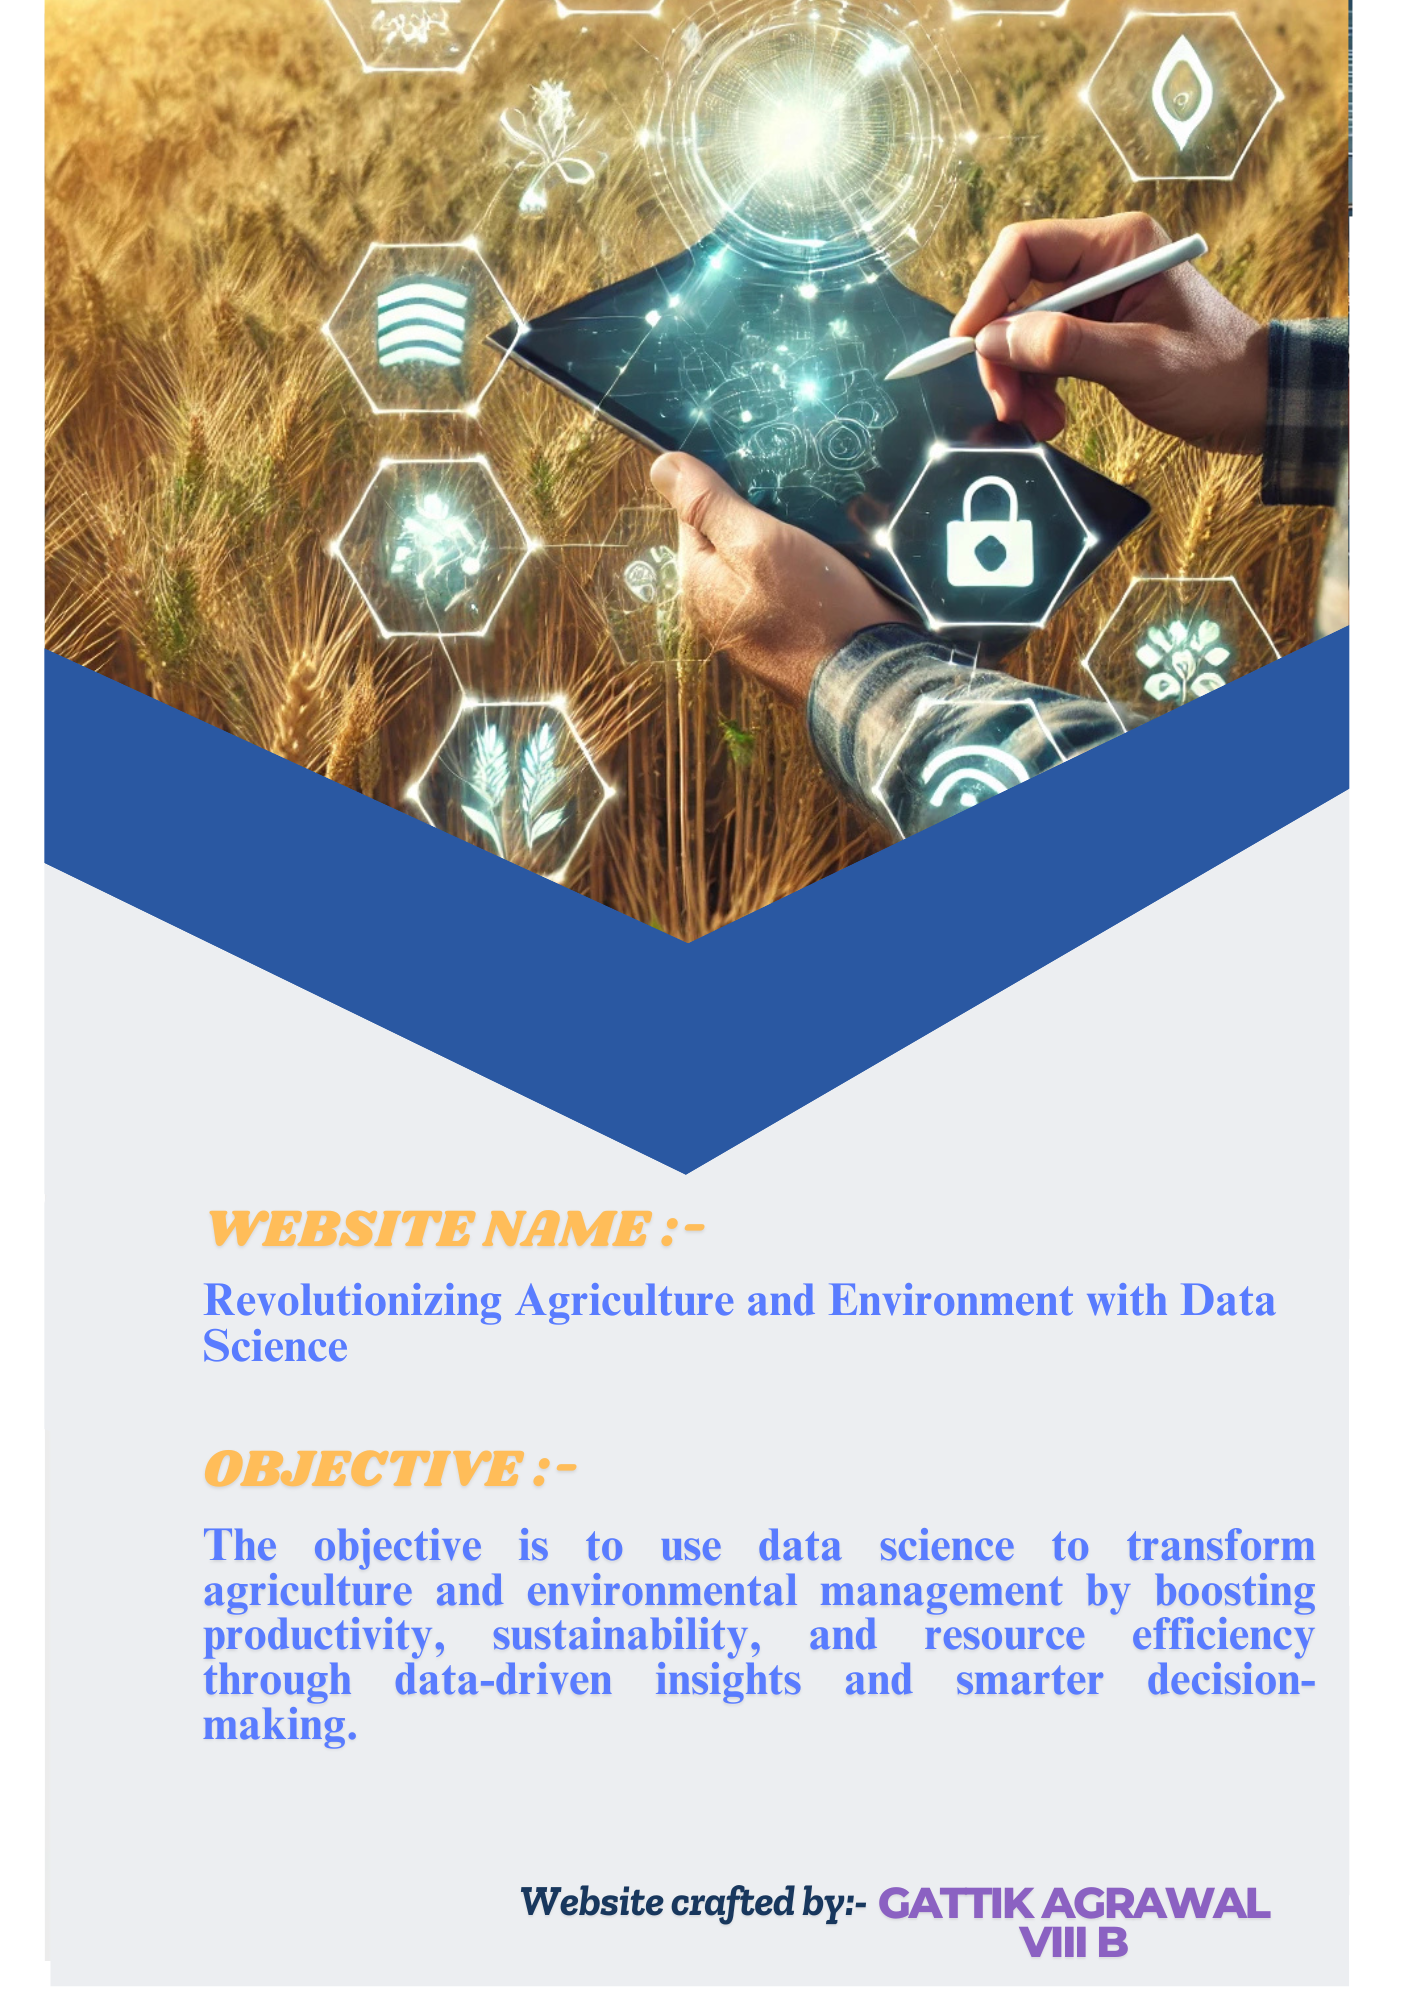 WEBSITE NAME :-
Revolutionizing Agriculture and Environment with Data
Science
OBJECTIVE :-
The objective is to use data science to transform
agriculture and environmental management by boosting
productivity, sustainability, and resource efficiency
through data-driven insights and smarter decision-
making.
Website crafted by:- GATTIK AGRAWAL
VIII B